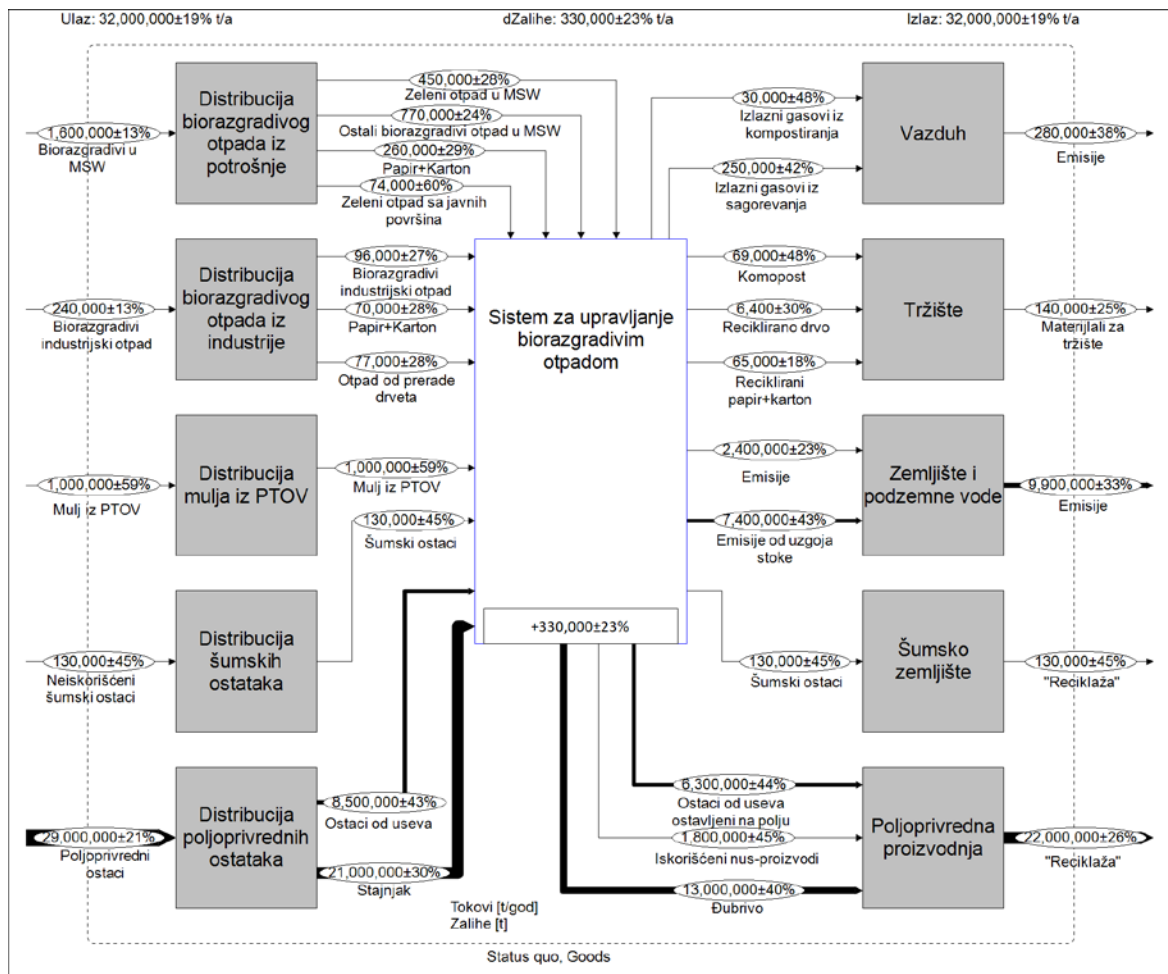 Ulaz: 32,000,000±19% t/a
dZalihe: 330,000±23% t/a
Izlaz: 32,000,000±19% t/a
1,600,000±13%
Biorazgradivi u
MSW
Distribucija
biorazgradivog
otpada iz
potrošnje
450,000±28%
Zeleni otpad u MSW
770,000±24%
Ostali biorazgradivi otpad u MSW
260,000±29%
Papir+Karton
74,000±60%
Zeleni otpad sa javnih
površina
30,000±48%
Izlazni gasovi iz
kompostiranja
250,000±42%
Izlazni gasovi iz
sagorevanja
Vazduh
280,000±38%
Emisije
240,000±13%
Biorazgradivi
industrijski otpad
Distribucija
biorazgradivog
otpada iz
industrije
96,000±27%
Biorazgradivi
industrijski otpad
70,000±28%
Papir+Karton
77,000±28%
Otpad od prerade
drveta
Sistem za upravljanje
biorazgradivim
otpadom
69,000±48%
Komopost
6,400±30%
Reciklirano drvo
65,000±18%
Reciklirani
papir+karton
Tržište
140,000±25%
Materijlali za
tržište
1,000,000±59%
Mulj iz PTOV
Distribucija
mulja iz PTOV
1,000,000±59%
Mulj iz PTOV
2,400,000±23%
Emisije
7,400,000±43%
Emisije od uzgoja
stoke
Zemljište i
podzemne vode
9,900,000±33%
Emisije
130,000±45%
Neiskorišćeni
šumski ostaci
Distribucija
šumskih
ostataka
130,000±45%
Šumski ostaci
+330,000±23%
130,000±45%
Šumski ostaci
Šumsko
zemljište
130,000±45%
"Reciklaža"
29,000,000±21%
Poljoprivredni
ostaci
Distribucija
poljoprivrednih
ostataka
8,500,000±43%
Ostaci od useva
21,000,000±30%
Stajnjak
6,300,000±44%
Ostaci od useva
ostavljeni na polju
1,800,000±45%
Iskorišćeni nus-proizvodi
13,000,000±40%
Đubrivo
Poljoprivredna
proizvodnja
22,000,000±26%
"Reciklaža"
Tokovi [t/god]
Zalihe [t]
Status quo, Goods